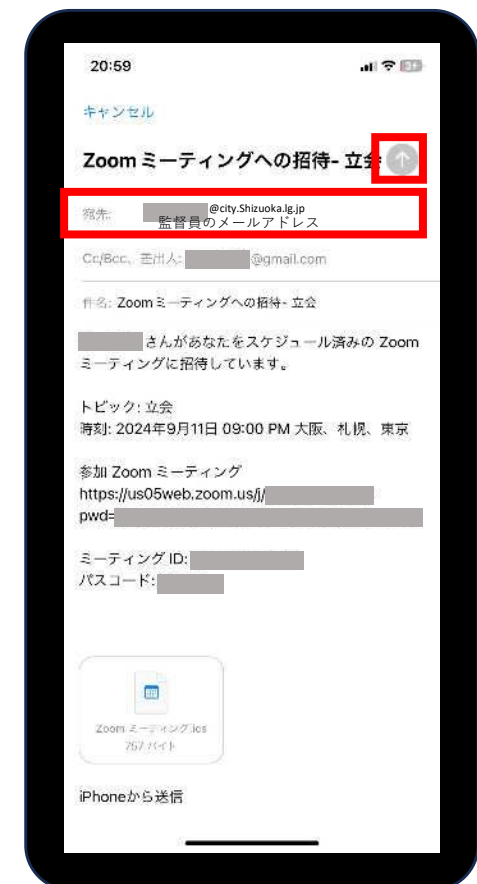 20:59
キャンセル
Zoom ミーティングへの招待- 立会
宛先: @city.Shizuoka.lg.jp
監督員のメールアドレス
Cc/Bcc、差出人: @gmail.com
件名: Zoomミーティングへの招待- 立会
さんがあなたをスケジュール済みの Zoom
ミーティングに招待しています。
トピック: 立会
時刻: 2024年9月11日 09:00 PM 大阪、札幌、東京
参加 Zoom ミーティング
https://us05web.zoom.us/j/
pwd=
ミーティング ID:
パスコード:
Zoom ミーティング.ics
757 バイト
iPhoneから送信